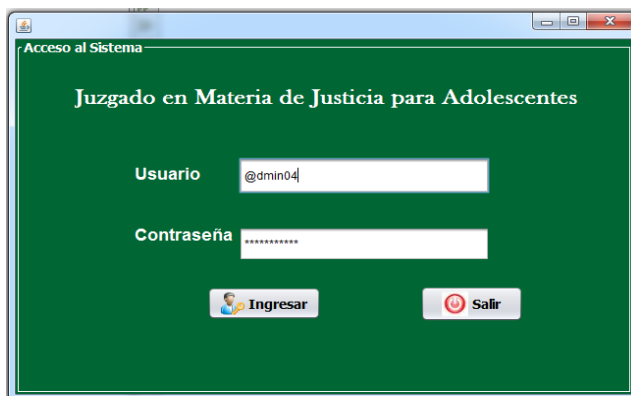 Acceso al Sistema
Juzgado en Materia de Justicia para Adolescentes
Usuario
@dmin04
Contraseña
***********
Ingresar
Salir